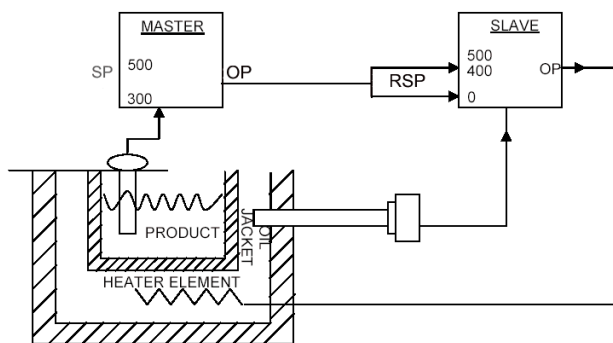 MASTER
SP
500
300
OP
RSP
SLAVE
500
400
0
OP
PRODUCT
OIL
JACKET
HEATER ELEMENT